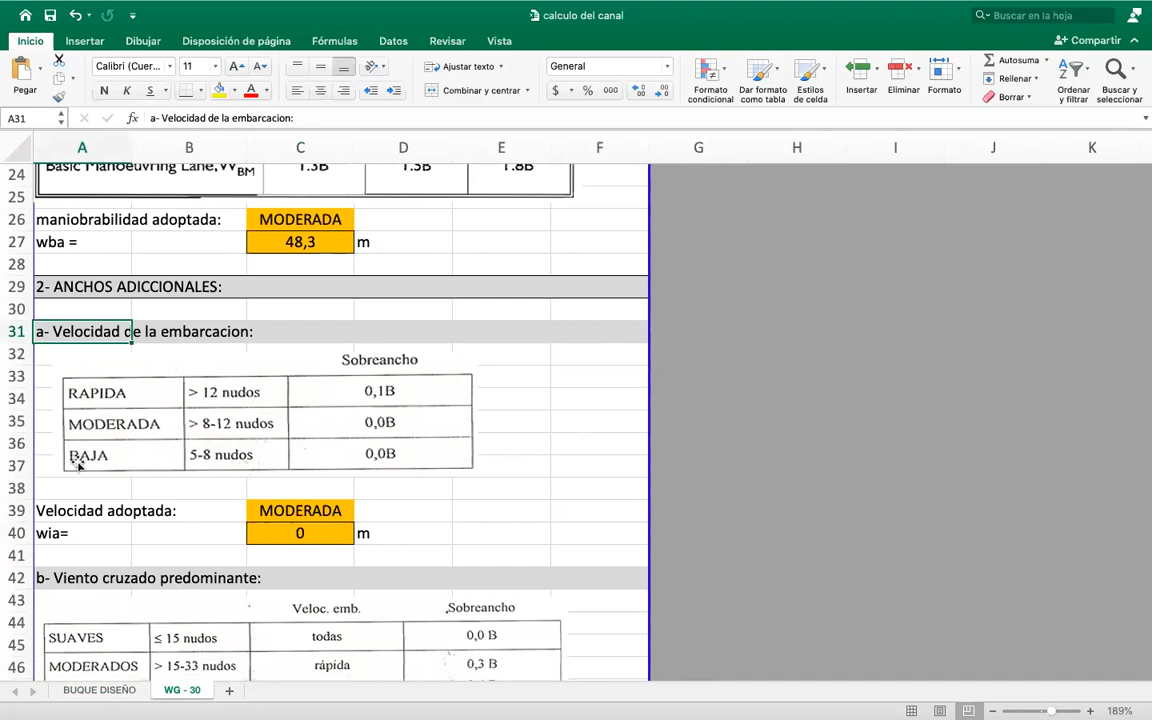 calculo del canal
Buscar en la hoja
Inicio
Insertar
Dibujar
Disposición de página
Fórmulas
Datos
Revisar
Vista
Compartir
Pegar
Calibri (Cuer...
11
N K S
Ajustar texto
Combinar y centrar
General
$ % 000
Formato condicional
Dar formato como tabla
Estilos de celda
Insertar
Eliminar
Formato
Autosuma
Rellenar
Borrar
Ordenar y filtrar
Buscar y seleccionar
A31
fx
a- Velocidad de la embarcacion:
A B C D E F G H I J K
24 Basic Manoeuvring Lane, WBM 1.3B 1.5B 1.8B
25
26 maniobrabilidad adoptada: MODERADA
27 wba = 48,3 m
28
29 2- ANCHOS ADICCIONALES:
30
31 a- Velocidad de la embarcacion:
32 Sobreancho
33
34 RAPIDA > 12 nudos 0,1B
35 MODERADA > 8-12 nudos 0,0B
36
37 BAJA 5-8 nudos 0,0B
38
39 Velocidad adoptada: MODERADA
40 wia= 0 m
41
42 b- Viento cruzado predominante:
43 Veloc. emb. Sobreancho
44
45 SUAVES ≤ 15 nudos todas 0,0 B
46 MODERADOS > 15-33 nudos rápida 0,3 B
BUQUE DISEÑO
WG - 30
189%